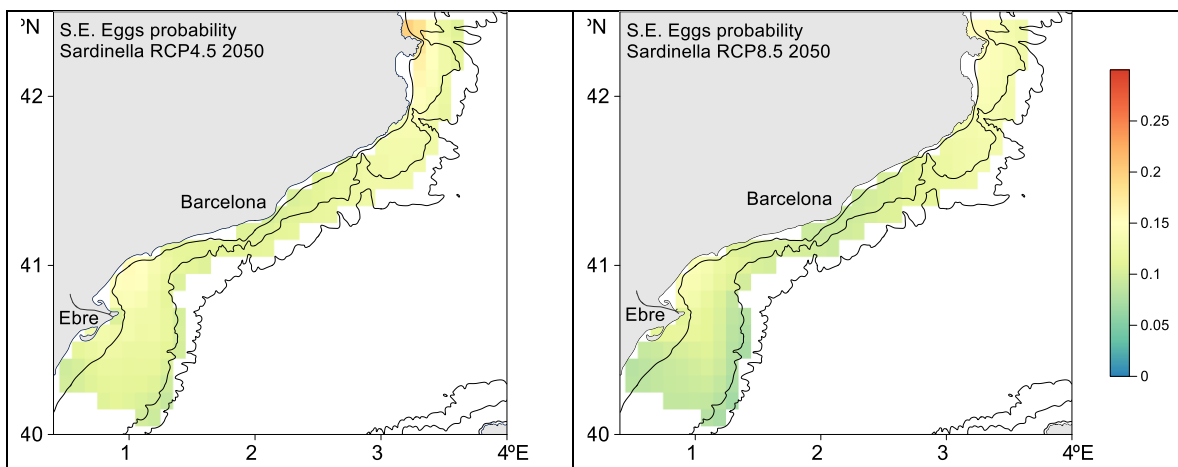 ºN
S.E. Eggs probability
Sardinella RCP4.5 2050
42
Barcelona
41
Ebre
40
1
2
3
4ºE
ºN
S.E. Eggs probability
Sardinella RCP8.5 2050
42
Barcelona
41
Ebre
40
1
2
3
4ºE
0.25
0.2
0.15
0.1
0.05
0